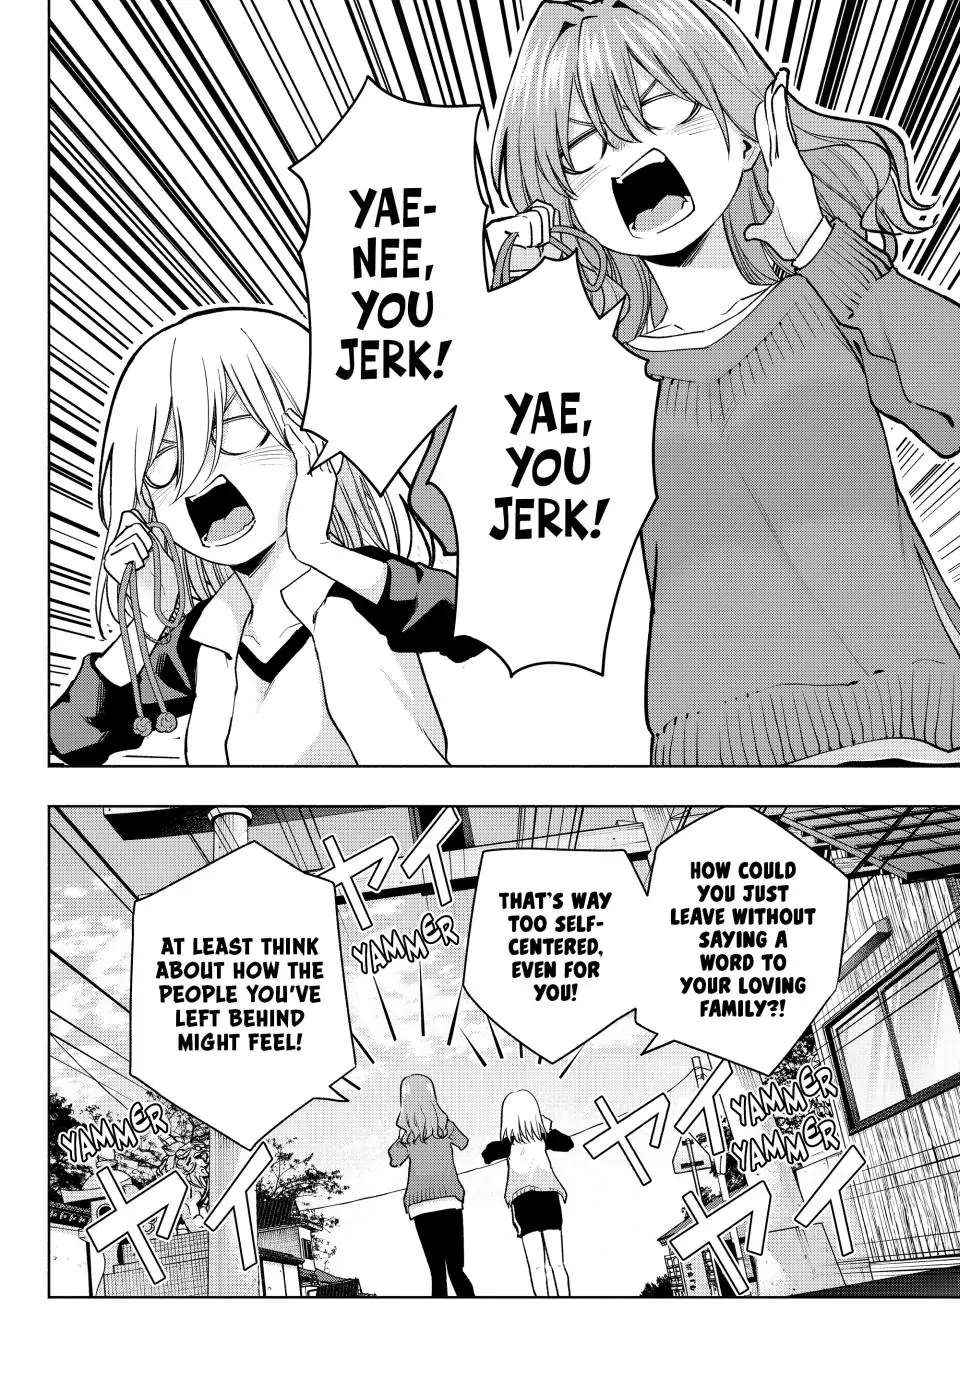 YAE,
YOU
JERK!
YAE-
NEE,
YOU
JERK!
HOW COULD
YOU JUST
LEAVE WITHOUT
SAYING A
WORD TO
YOUR LOVING
FAMILY?!
THAT'S WAY
TOO SELF-
CENTERED,
EVEN FOR
YOU!
ヤイ
YAMMER
AT LEAST THINK
ABOUT HOW THE
PEOPLE YOU'VE
LEFT BEHIND
MIGHT FEEL!
YAMMER
YAMMER
ヤイ
ヤイ
YAMMER
ヤイ